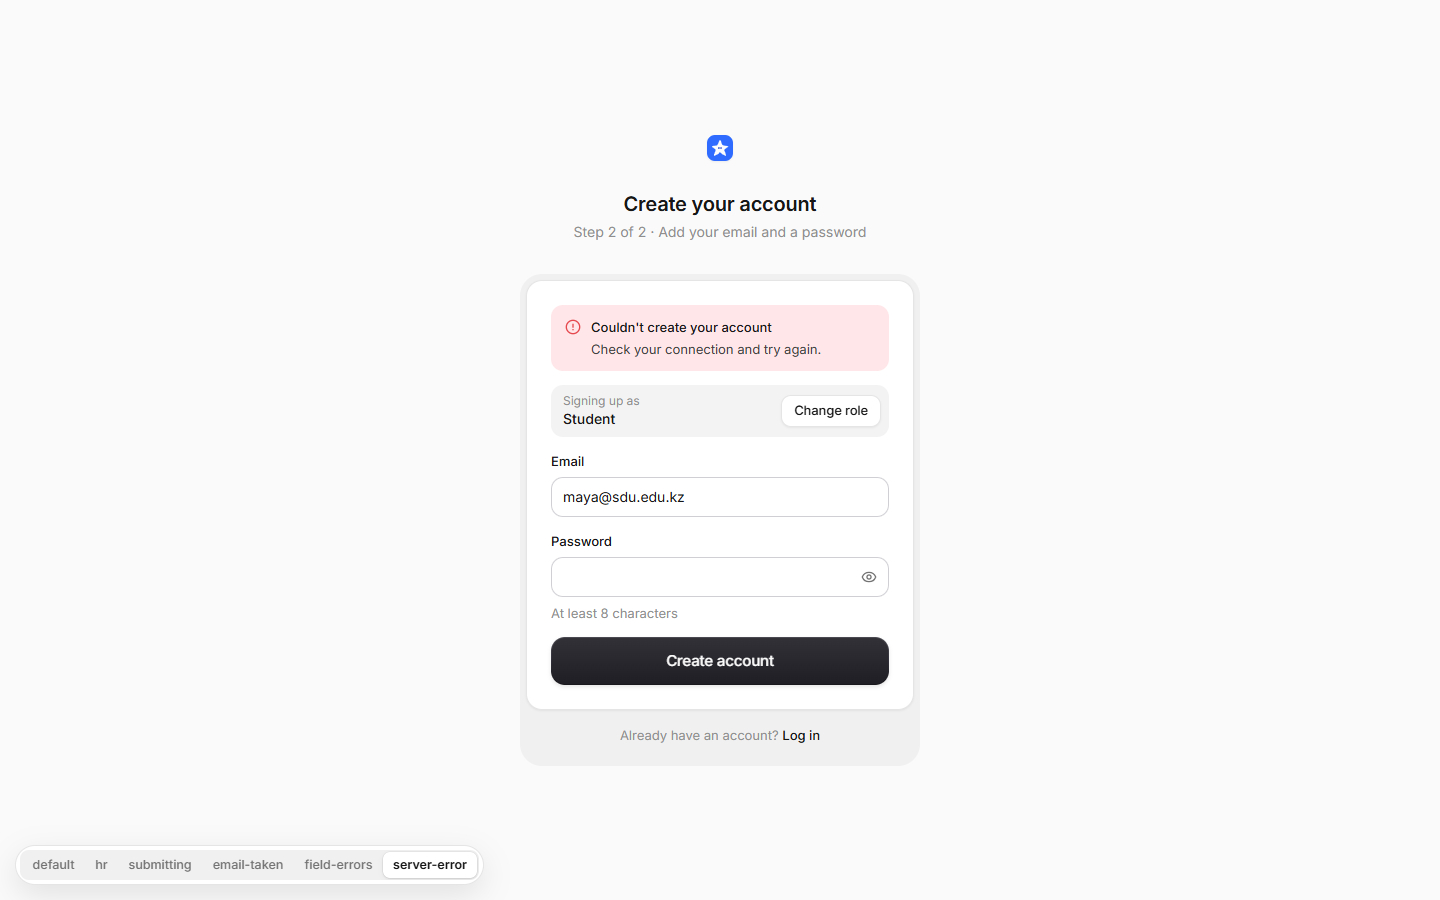 Create your account
Step 2 of 2 · Add your email and a password
Couldn't create your account
Check your connection and try again.
Signing up as
Student
Change role
Email
maya@sdu.edu.kz
Password
At least 8 characters
Create account
Already have an account? Log in
default hr submitting email-taken field-errors server-error